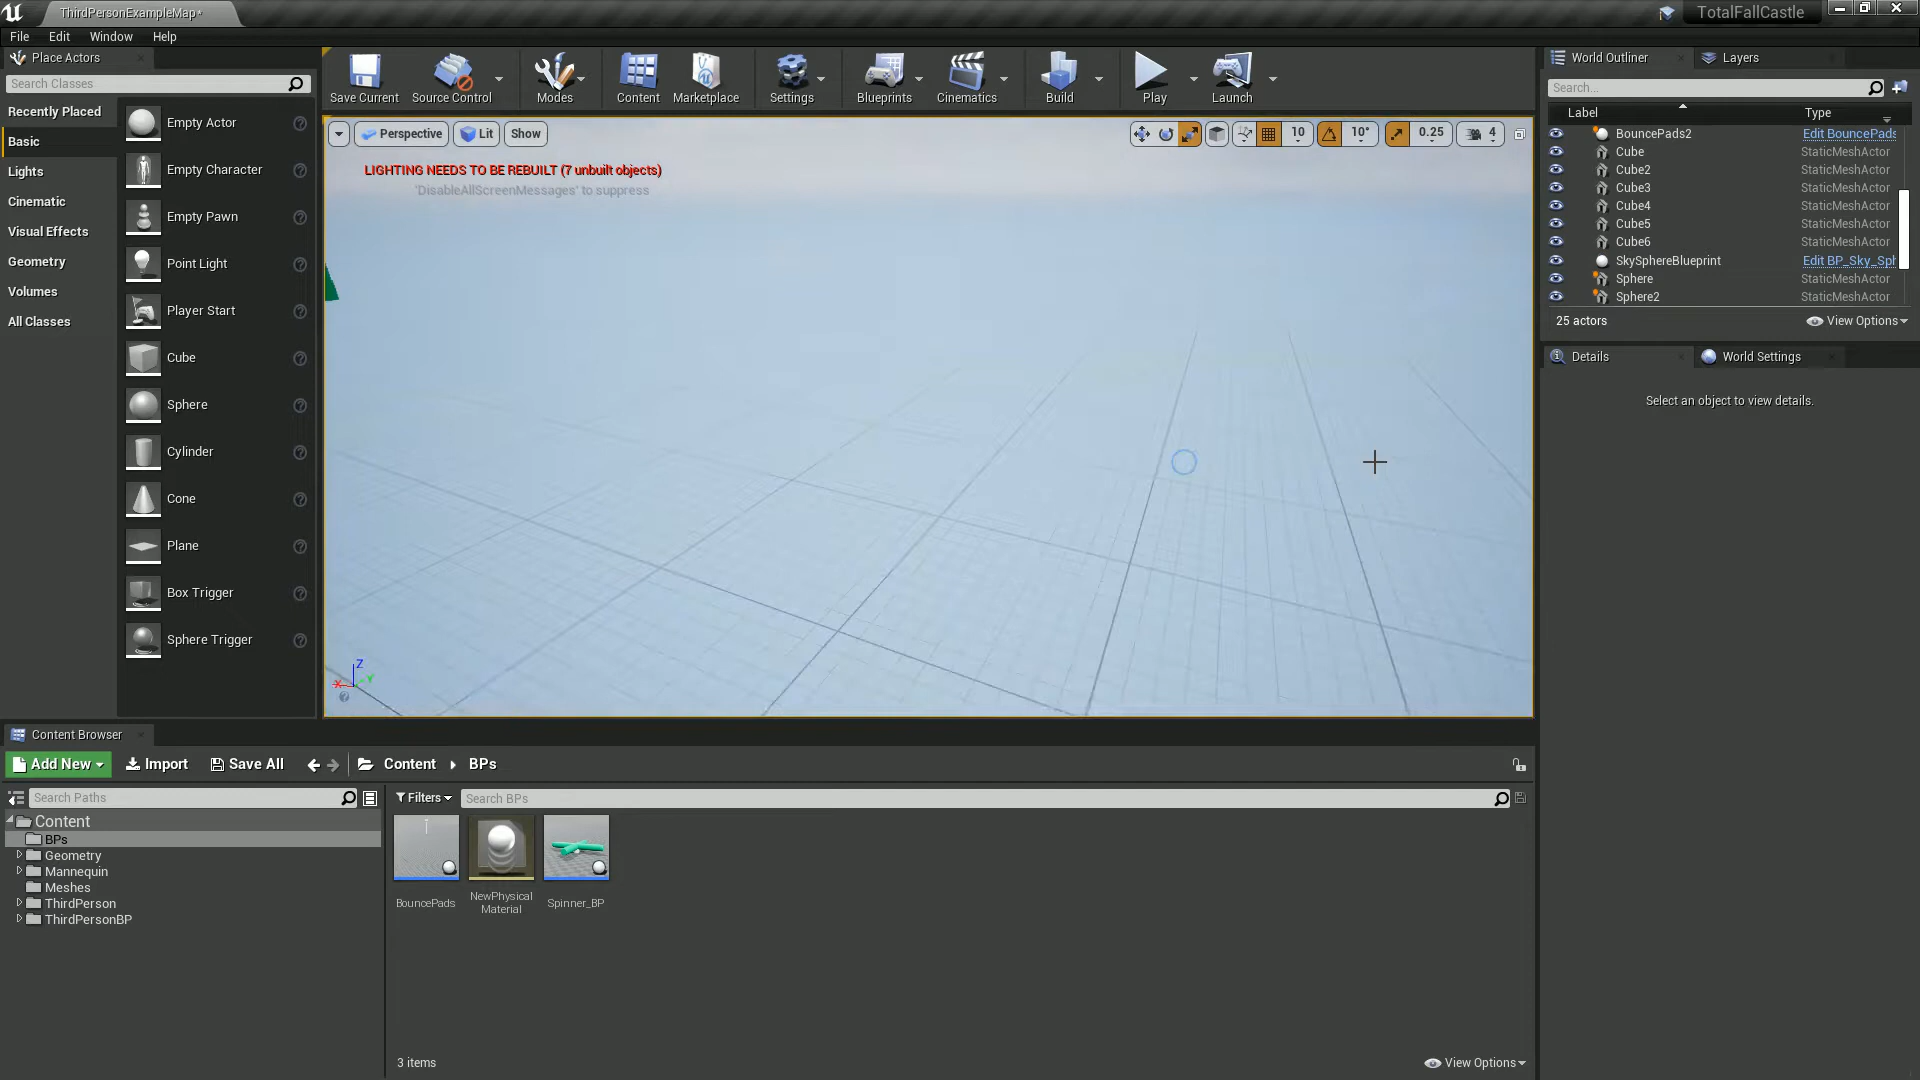 ThirdPersonExampleMap*
TotalFallCastle
File Edit Window Help
Place Actors
Search Classes
Recently Placed
Basic
Lights
Cinematic
Visual Effects
Geometry
Volumes
All Classes
Empty Actor
Empty Character
Empty Pawn
Point Light
Player Start
Cube
Sphere
Cylinder
Cone
Plane
Box Trigger
Sphere Trigger
Save Current
Source Control
Modes
Content
Marketplace
Settings
Blueprints
Cinematics
Build
Play
Launch
Perspective
Lit
Show
10
10°
0.25
4
LIGHTING NEEDS TO BE REBUILT (7 unbuilt objects)
'DisableAllScreenMessages' to suppress
Z
X
Y
World Outliner
Layers
Search...
Label Type
BouncePads2 Edit BouncePads
Cube StaticMeshActor
Cube2 StaticMeshActor
Cube3 StaticMeshActor
Cube4 StaticMeshActor
Cube5 StaticMeshActor
Cube6 StaticMeshActor
SkySphereBlueprint Edit BP_Sky_Sph
Sphere StaticMeshActor
Sphere2 StaticMeshActor
25 actors
View Options
Details
World Settings
Select an object to view details.
Content Browser
Add New
Import
Save All
Content
BPs
Search Paths
Content
BPs
Geometry
Mannequin
Meshes
ThirdPerson
ThirdPersonBP
Filters
Search BPs
BouncePads
NewPhysical
Material
Spinner_BP
3 items
View Options